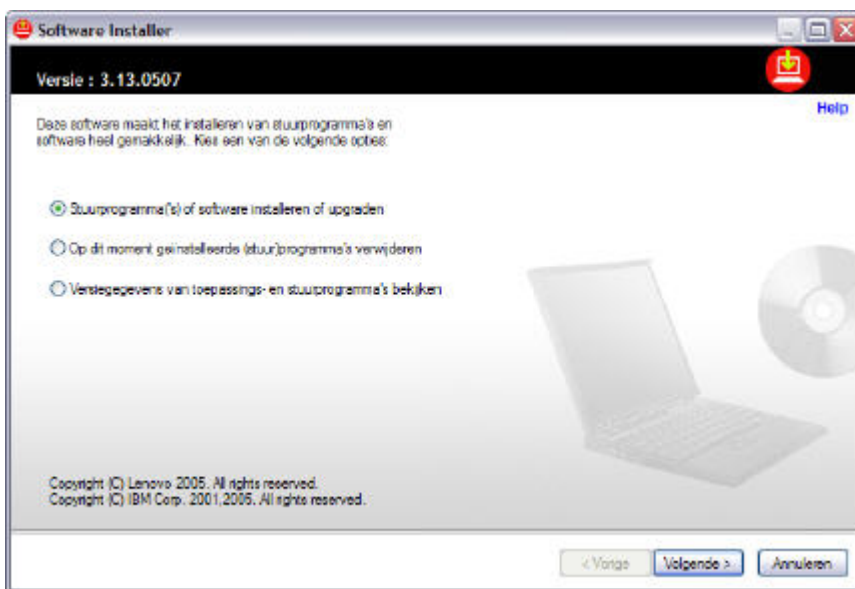 Software Installer
Versie : 3.13.0507
Help
Deze software maakt het installeren van stuurprogramma's en
software heel gemakkelijk. Kies een van de volgende opties:
Stuurprogramma('s) of software installeren of upgraden
Op dit moment geïnstalleerde (stuur)programma's verwijderen
Versiegegevens van toepassings- en stuurprogramma's bekijken
Copyright (C) Lenovo 2005. All rights reserved.
Copyright (C) IBM Corp. 2001,2005. All rights reserved.
< Vorige
Volgende >
Annuleren